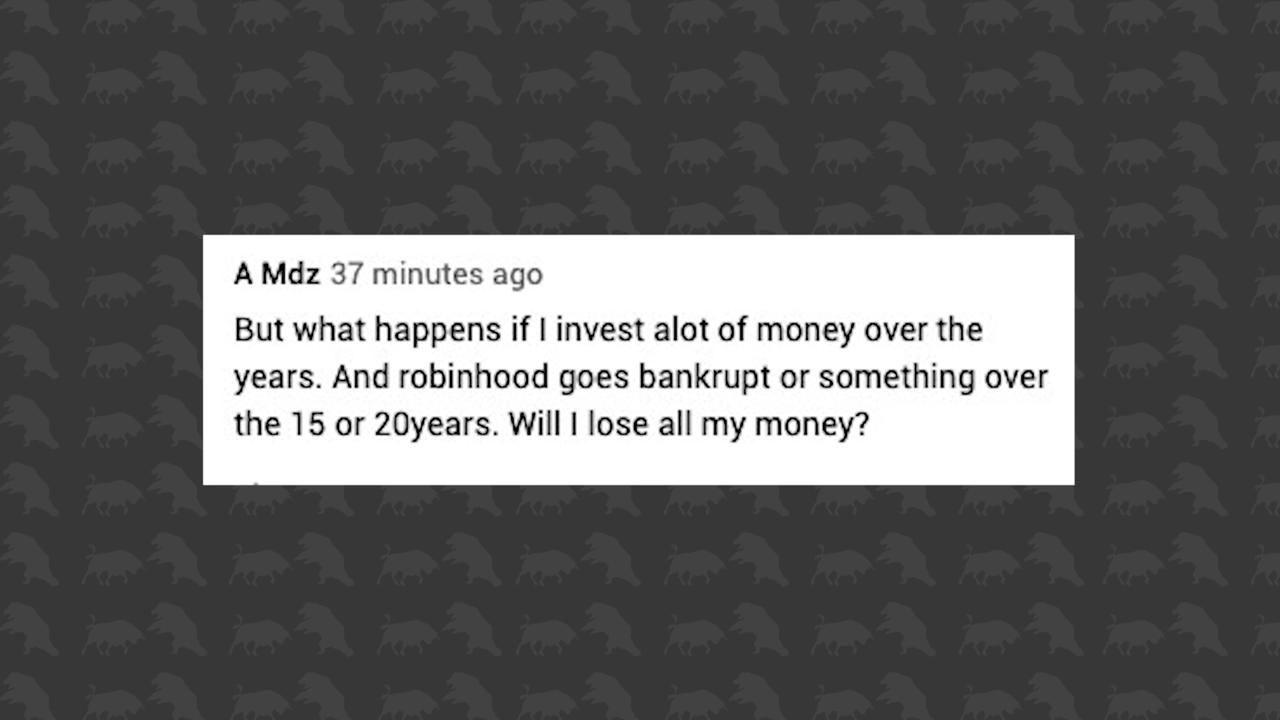 A Mdz 37 minutes ago
But what happens if I invest alot of money over the
years. And robinhood goes bankrupt or something over
the 15 or 20years. Will I lose all my money?